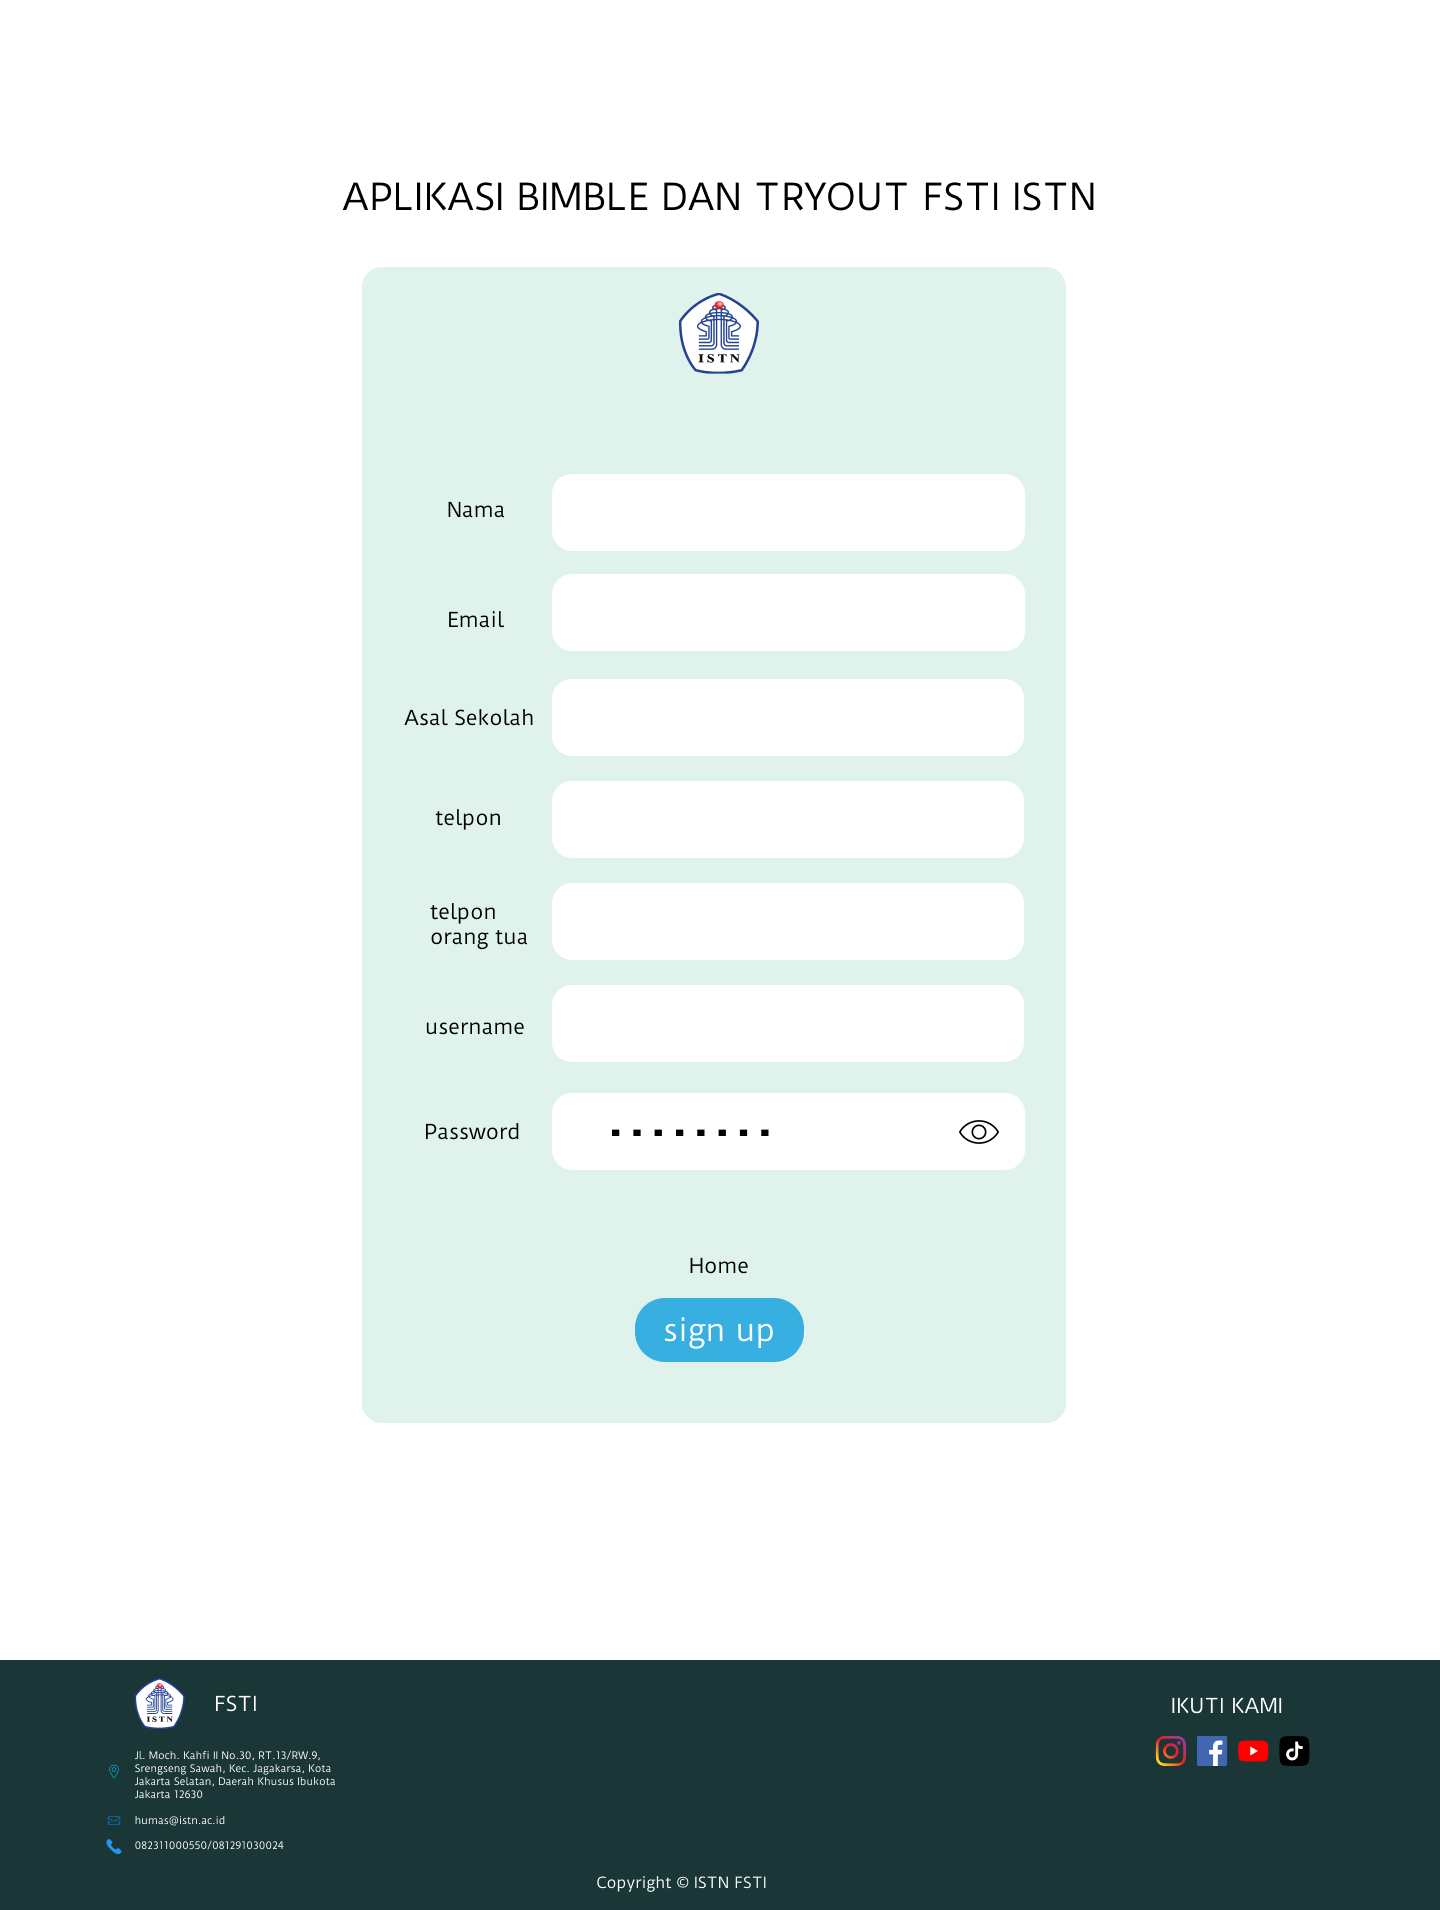 APLIKASI BIMBLE DAN TRYOUT FSTI ISTN
ISTN
Nama
Email
Asal Sekolah
telpon
telpon
orang tua
username
Password
Home
sign up
ISTN
FSTI
Jl. Moch. Kahfi II No.30, RT.13/RW.9,
Srengseng Sawah, Kec. Jagakarsa, Kota
Jakarta Selatan, Daerah Khusus Ibukota
Jakarta 12630
humas@istn.ac.id
082311000550/081291030024
IKUTI KAMI
Copyright © ISTN FSTI